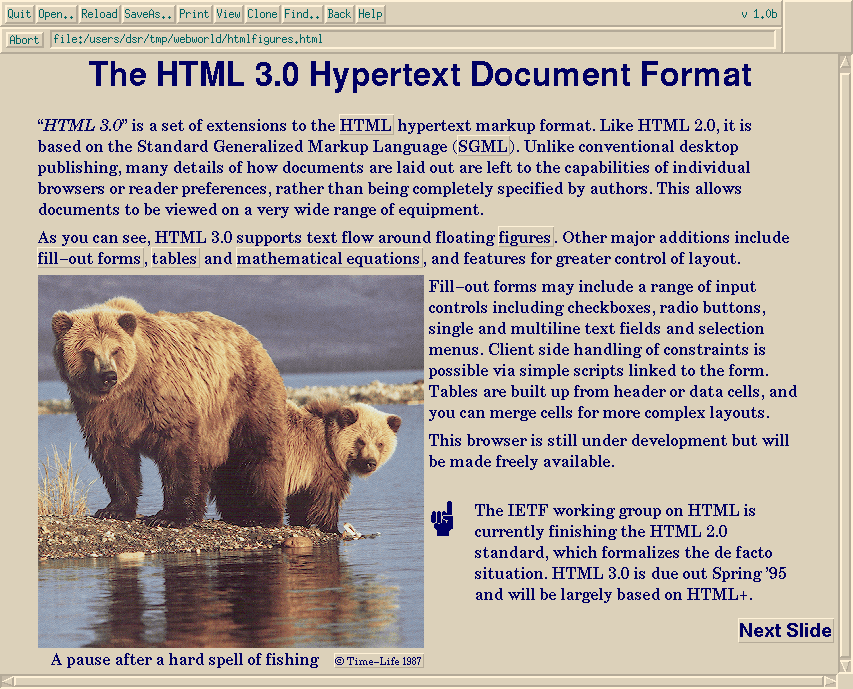 Quit Open.. Reload SaveAs.. Print View Clone Find.. Back Help v 1.0b
Abort file:/users/dsr/tmp/webworld/htmlfigures.html
The HTML 3.0 Hypertext Document Format
“HTML 3.0” is a set of extensions to the HTML hypertext markup format. Like HTML 2.0, it is
based on the Standard Generalized Markup Language (SGML). Unlike conventional desktop
publishing, many details of how documents are laid out are left to the capabilities of individual
browsers or reader preferences, rather than being completely specified by authors. This allows
documents to be viewed on a very wide range of equipment.
As you can see, HTML 3.0 supports text flow around floating figures. Other major additions include
fill-out forms, tables and mathematical equations, and features for greater control of layout.
Fill-out forms may include a range of input
controls including checkboxes, radio buttons,
single and multiline text fields and selection
menus. Client side handling of constraints is
possible via simple scripts linked to the form.
Tables are built up from header or data cells, and
you can merge cells for more complex layouts.
This browser is still under development but will
be made freely available.
The IETF working group on HTML is
currently finishing the HTML 2.0
standard, which formalizes the de facto
situation. HTML 3.0 is due out Spring ’95
and will be largely based on HTML+.
Next Slide
A pause after a hard spell of fishing © Time-Life 1987